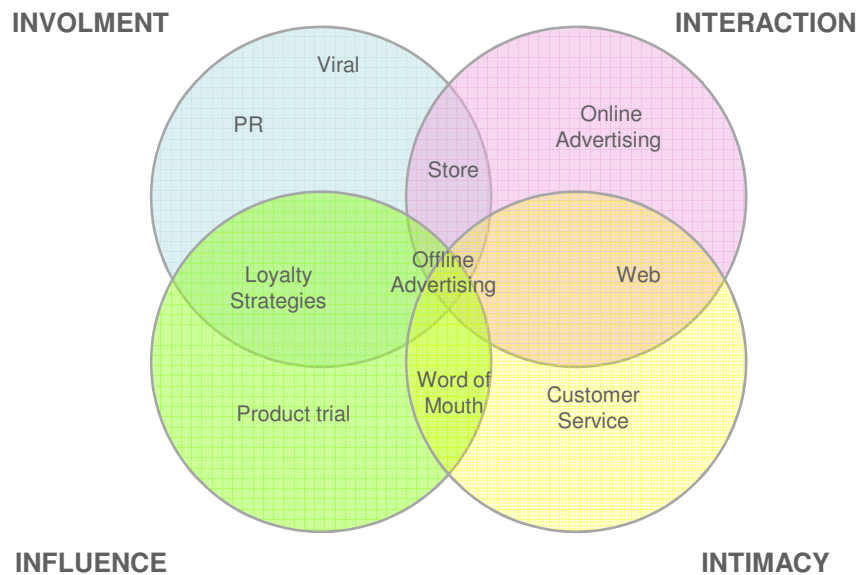 INVOLMENT
INTERACTION
Viral
PR
Online
Advertising
Store
Offline
Advertising
Loyalty
Strategies
Web
Word of
Mouth
Customer
Service
Product trial
INFLUENCE
INTIMACY